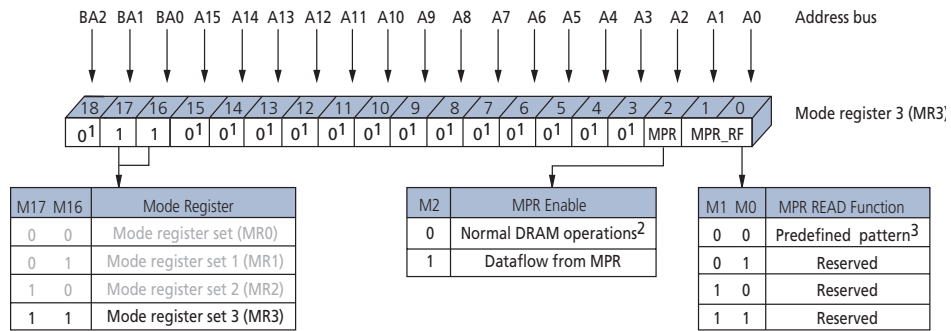 BA2 BA1 BA0 A15 A14 A13 A12 A11 A10 A9 A8 A7 A6 A5 A4 A3 A2 A1 A0 Address bus
18 17 16 15 14 13 12 11 10 9 8 7 6 5 4 3 2 1 0
Mode register 3 (MR3)
0¹ 1 1 0¹ 0¹ 0¹ 0¹ 0¹ 0¹ 0¹ 0¹ 0¹ 0¹ 0¹ 0¹ 0¹ MPR MPR_RF
M17 M16 Mode Register
0 0 Mode register set (MR0)
0 1 Mode register set 1 (MR1)
1 0 Mode register set 2 (MR2)
1 1 Mode register set 3 (MR3)
M2 MPR Enable
0 Normal DRAM operations²
1 Dataflow from MPR
M1 M0 MPR READ Function
0 0 Predefined pattern³
0 1 Reserved
1 0 Reserved
1 1 Reserved